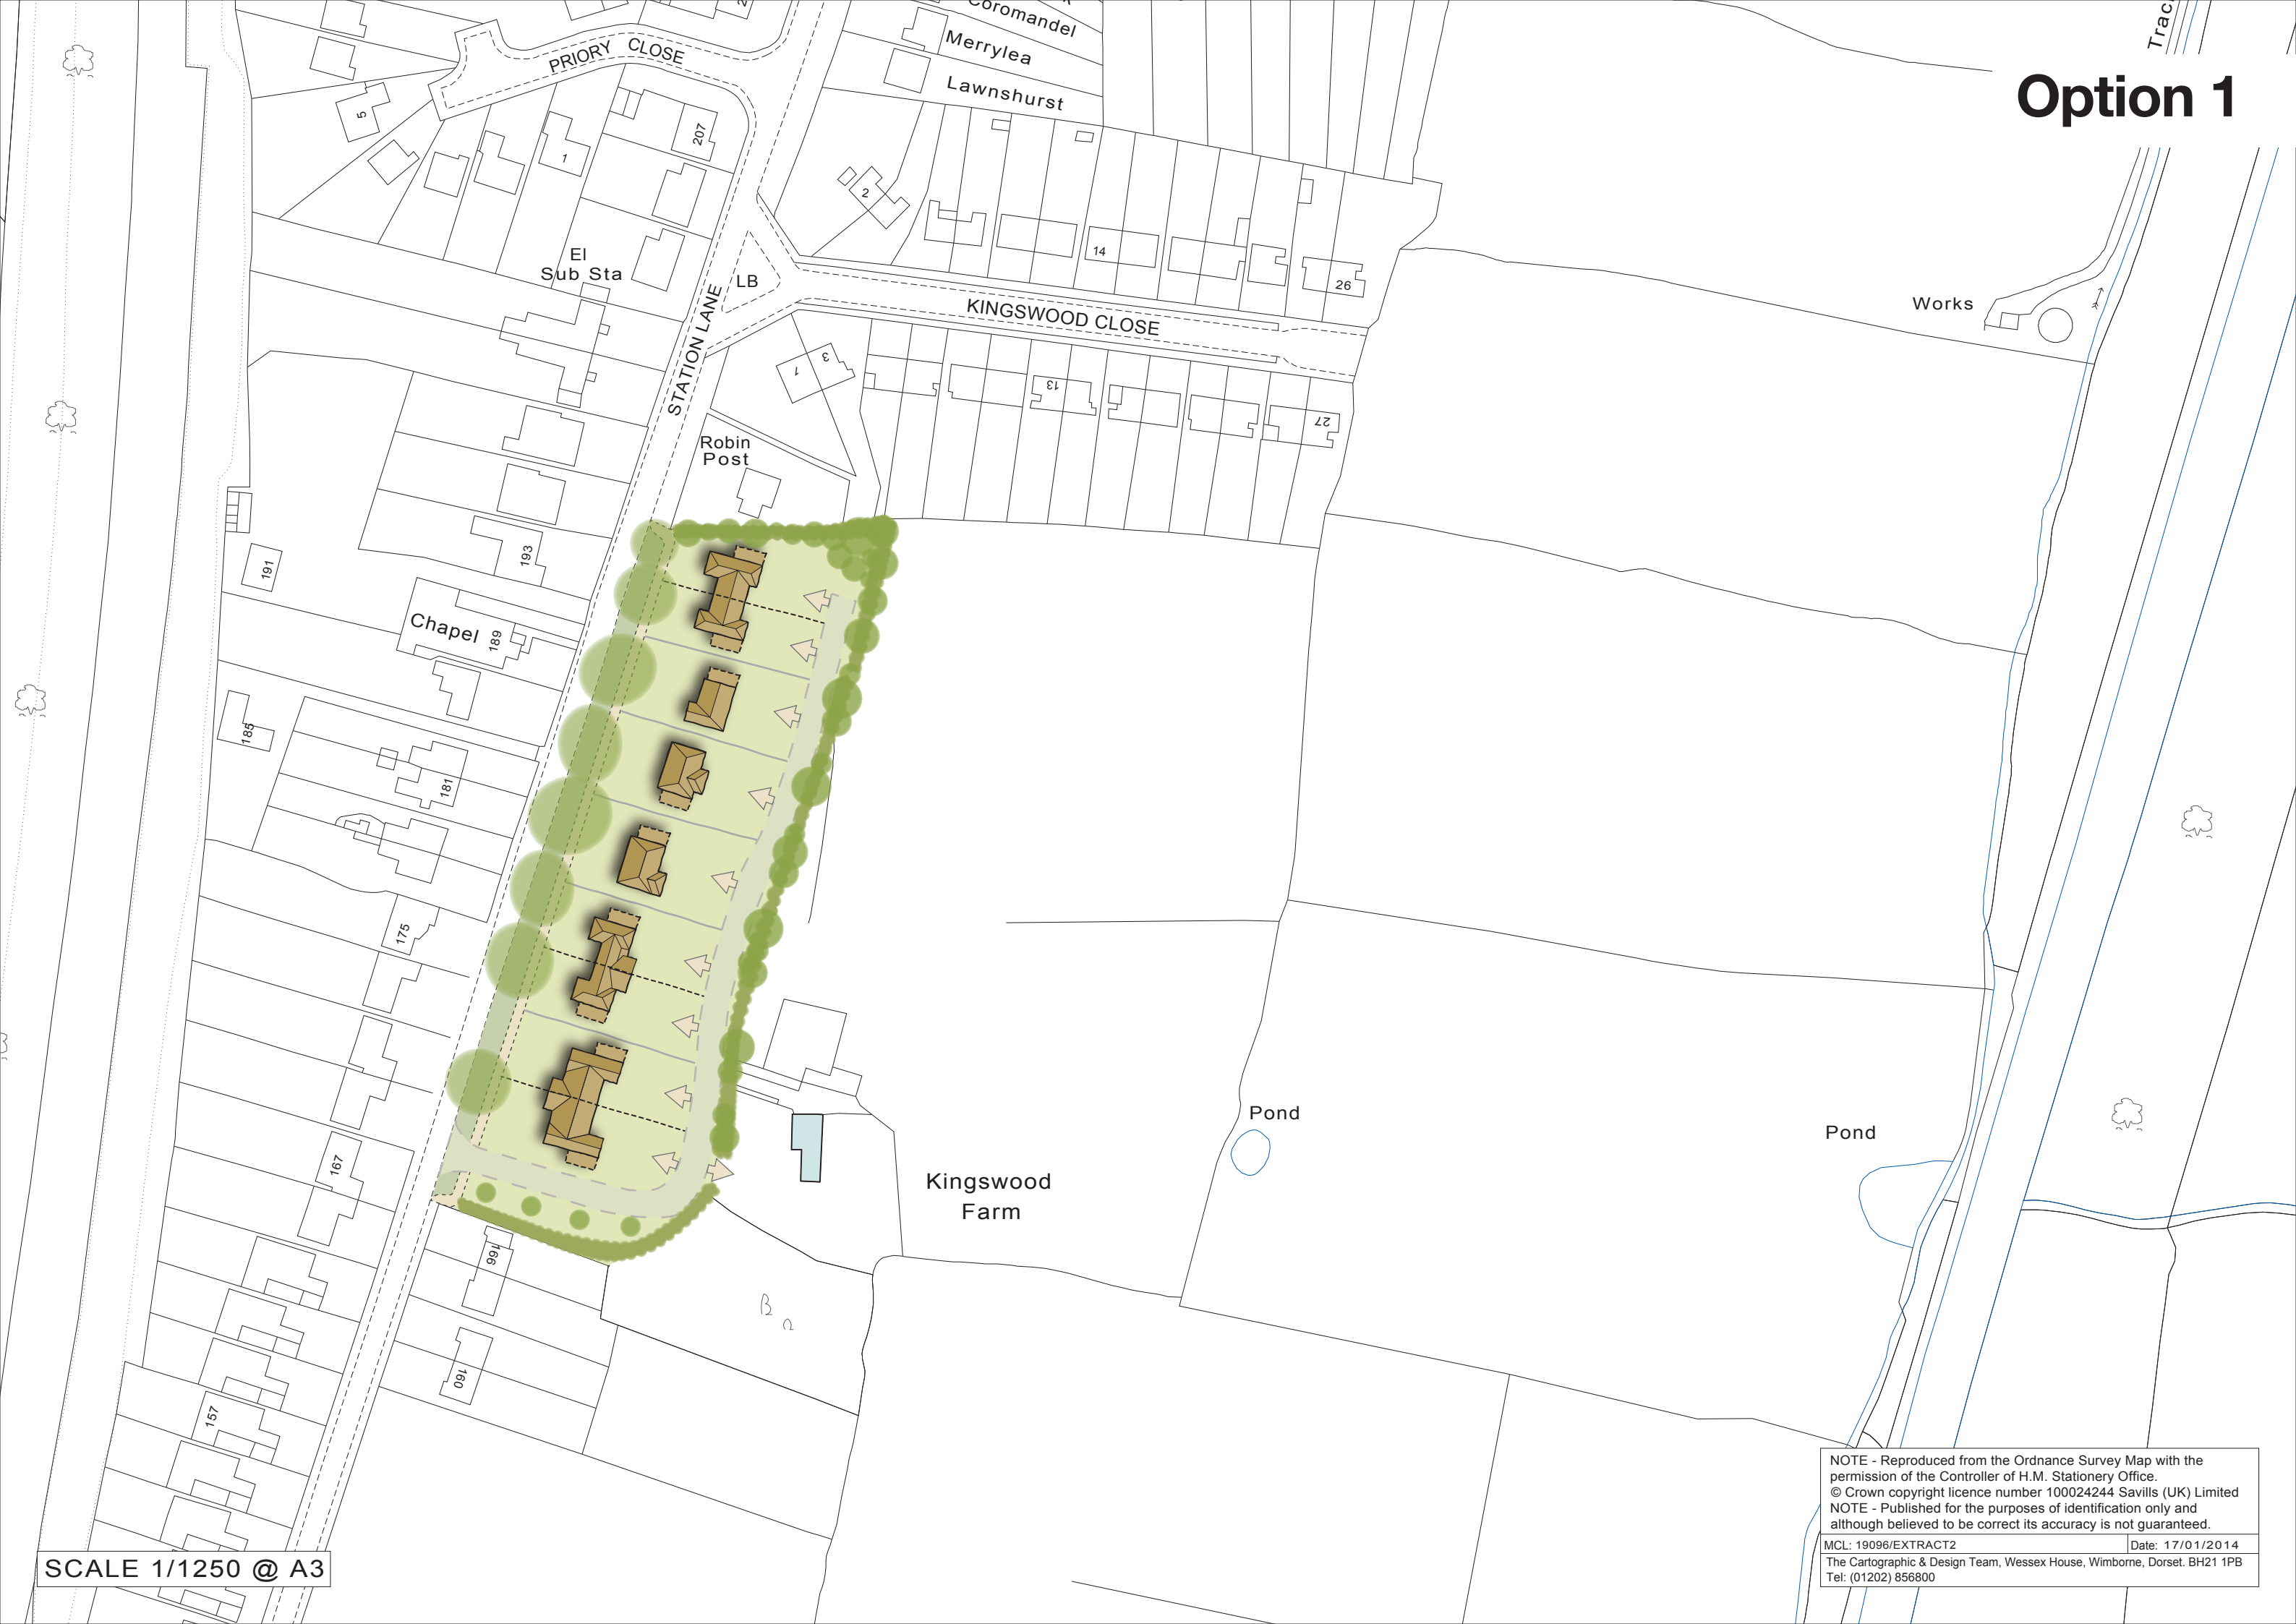 Coromandel
Merrylea
Lawnshurst
PRIORY CLOSE
Option 1
5
1
207
2
14
26
El
Sub Sta
LB
STATION LANE
KINGSWOOD CLOSE
Works
3
1
13
27
Robin
Post
193
191
Chapel
189
185
181
175
167
Pond
Pond
Kingswood
Farm
166
160
157
NOTE - Reproduced from the Ordnance Survey Map with the
permission of the Controller of H.M. Stationery Office.
© Crown copyright licence number 100024244 Savills (UK) Limited
NOTE - Published for the purposes of identification only and
although believed to be correct its accuracy is not guaranteed.
MCL: 19096/EXTRACT2
Date: 17/01/2014
The Cartographic & Design Team, Wessex House, Wimborne, Dorset. BH21 1PB
Tel: (01202) 856800
SCALE 1/1250 @ A3